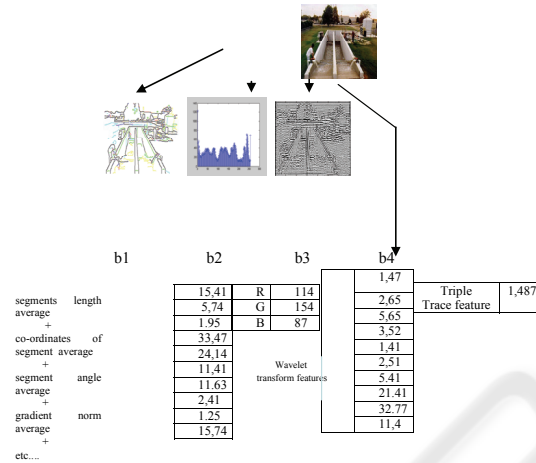 b1 b2 b3 b4
segments length
average
+
co-ordinates of
segment average
+
segment angle
average
+
gradient norm
average
+
etc....
15,41
5,74
1.95
33,47
24,14
11,41
11.63
2,41
1.25
15,74
R 114
G 154
B 87
Wavelet
transform features
1,47
2,65
5,65
3,52
1,41
2,51
5.41
21.41
32.77
11,4
Triple 1,487
Trace feature